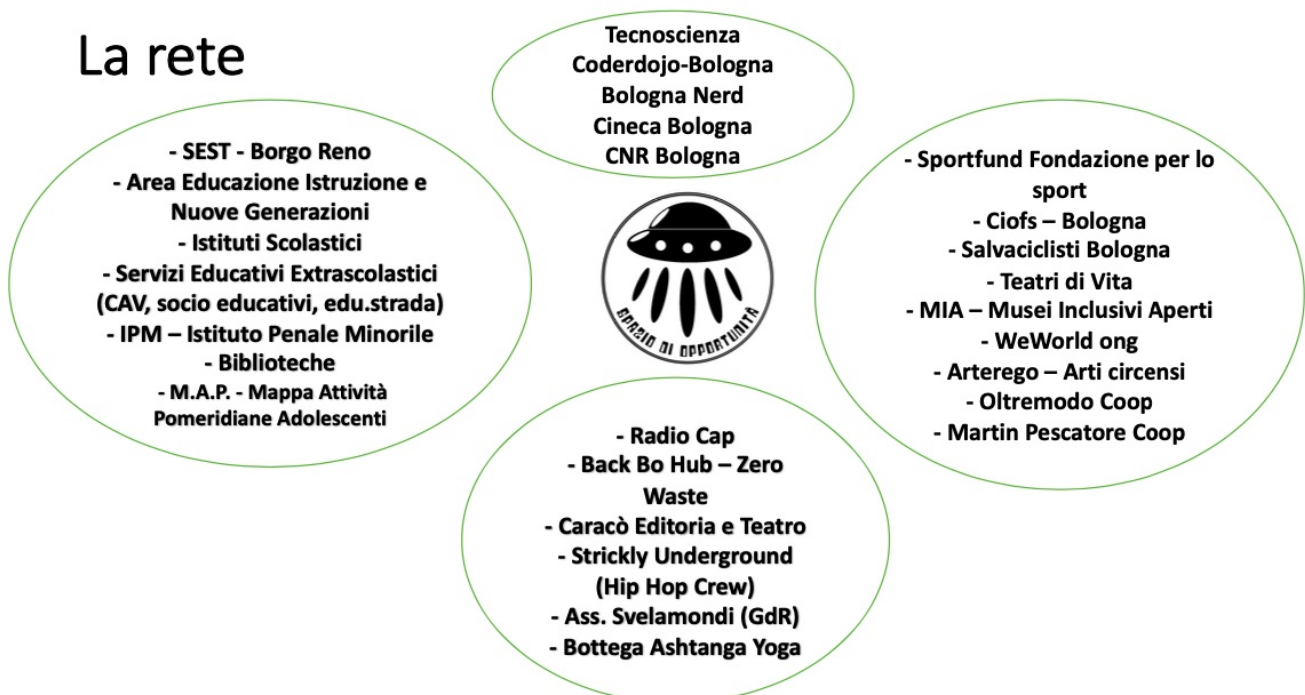 La rete
Tecnoscienza
Coderdojo-Bologna
Bologna Nerd
Cineca Bologna
CNR Bologna
- SEST - Borgo Reno
- Area Educazione Istruzione e
Nuove Generazioni
- Istituti Scolastici
- Servizi Educativi Extrascolastici
(CAV, socio educativi, edu.strada)
- IPM – Istituto Penale Minorile
- Biblioteche
- M.A.P. - Mappa Attività
Pomeridiane Adolescenti
SPAZIO DI OPPORTUNITÀ
- Sportfund Fondazione per lo
sport
- Ciofs – Bologna
- Salvaciclisti Bologna
- Teatri di Vita
- MIA – Musei Inclusivi Aperti
- WeWorld ong
- Arterego – Arti circensi
- Oltremodo Coop
- Martin Pescatore Coop
- Radio Cap
- Back Bo Hub – Zero
Waste
- Caracò Editoria e Teatro
- Strickly Underground
(Hip Hop Crew)
- Ass. Svelamondi (GdR)
- Bottega Ashtanga Yoga